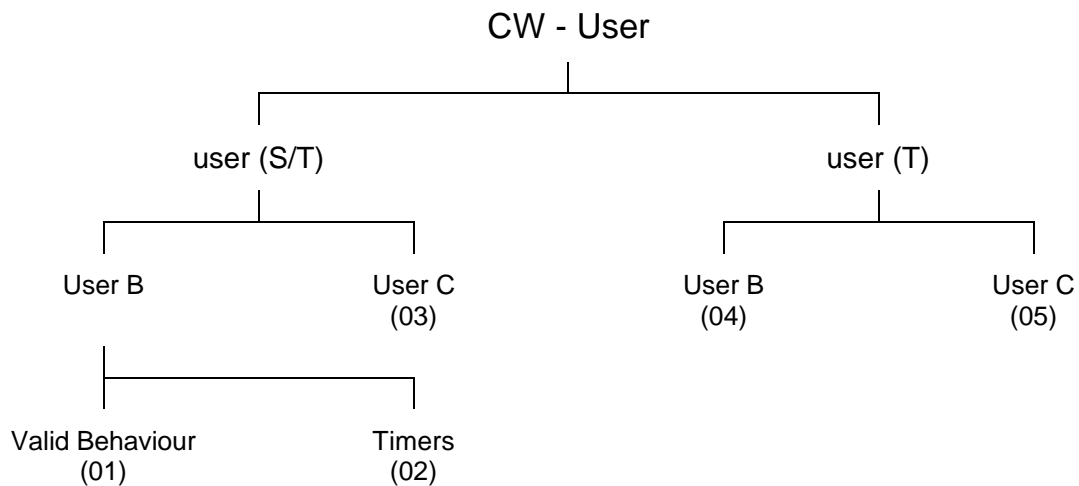 CW - User
user (S/T)
user (T)
User B
User C
(03)
User B
(04)
User C
(05)
Valid Behaviour
(01)
Timers
(02)